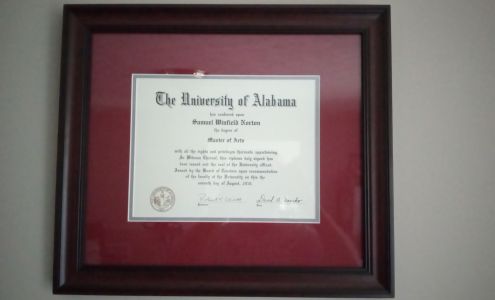 The University of Alabama
has conferred upon
Samuel Winfield Norton
the degree of
Master of Arts
with all the rights and privileges thereunto appertaining.
In Witness Thereof, this diploma duly signed has
been issued and the seal of the University affixed.
Issued by the Board of Trustees upon recommendation
of the faculty of the University on this the
day of August, 2010.